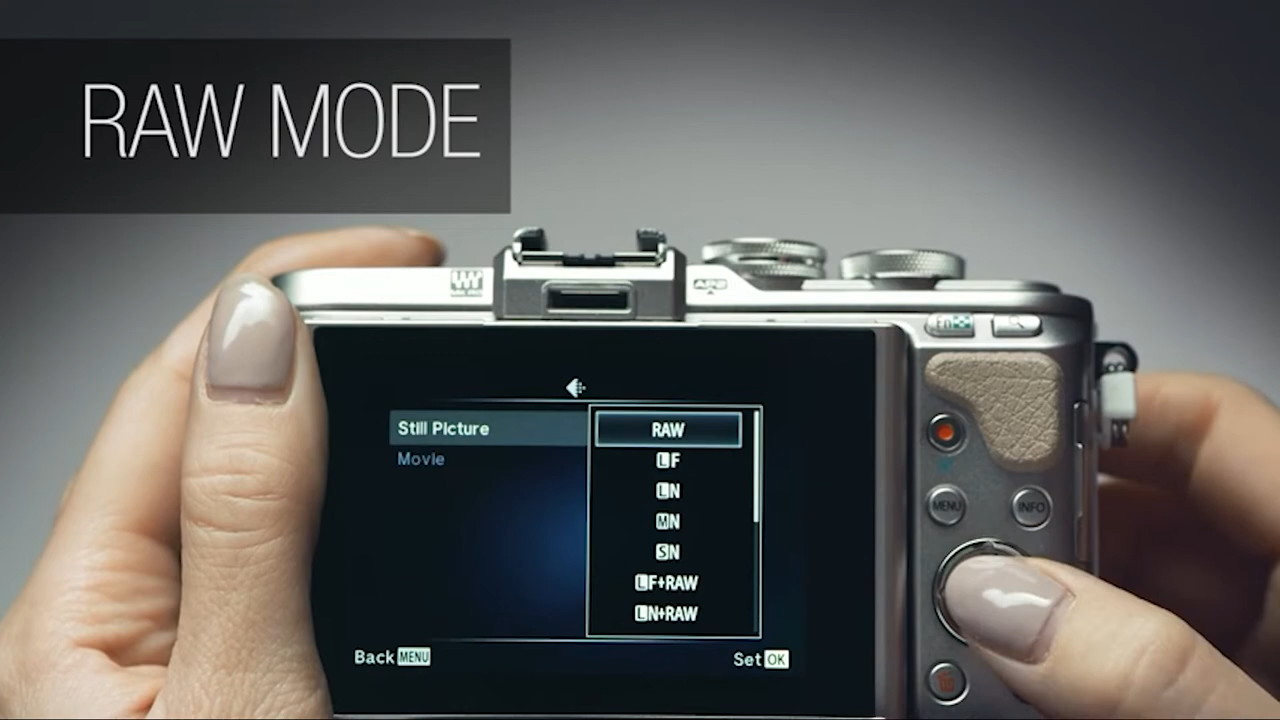 RAW MODE
Fn
Still Picture
RAW
Movie
LF
LN
MN
SN
LF+RAW
LN+RAW
MENU
INFO
Back MENU
Set OK